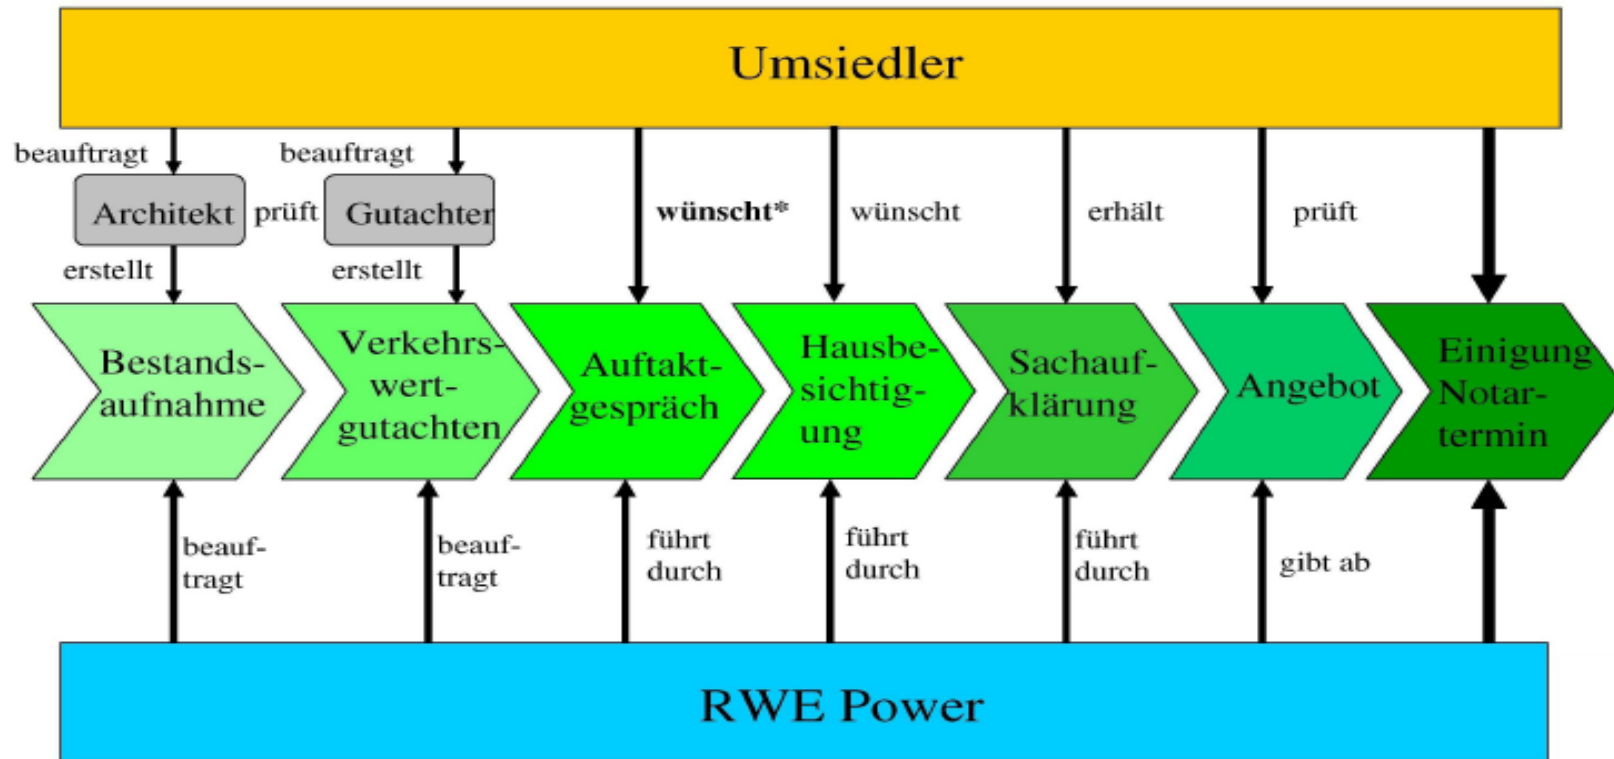 Umsiedler
beauftragt
beauftragt
Architekt
prüft
Gutachter
wünscht*
wünscht
erhält
prüft
erstellt
erstellt
Bestands-
aufnahme
Verkehrs-
wert-
gutachten
Auftakt-
gespräch
Hausbe-
sichtig-
ung
Sachauf-
klärung
Angebot
Einigung
Notar-
termin
beauf-
tragt
beauf-
tragt
führt
durch
führt
durch
führt
durch
gibt ab
RWE Power